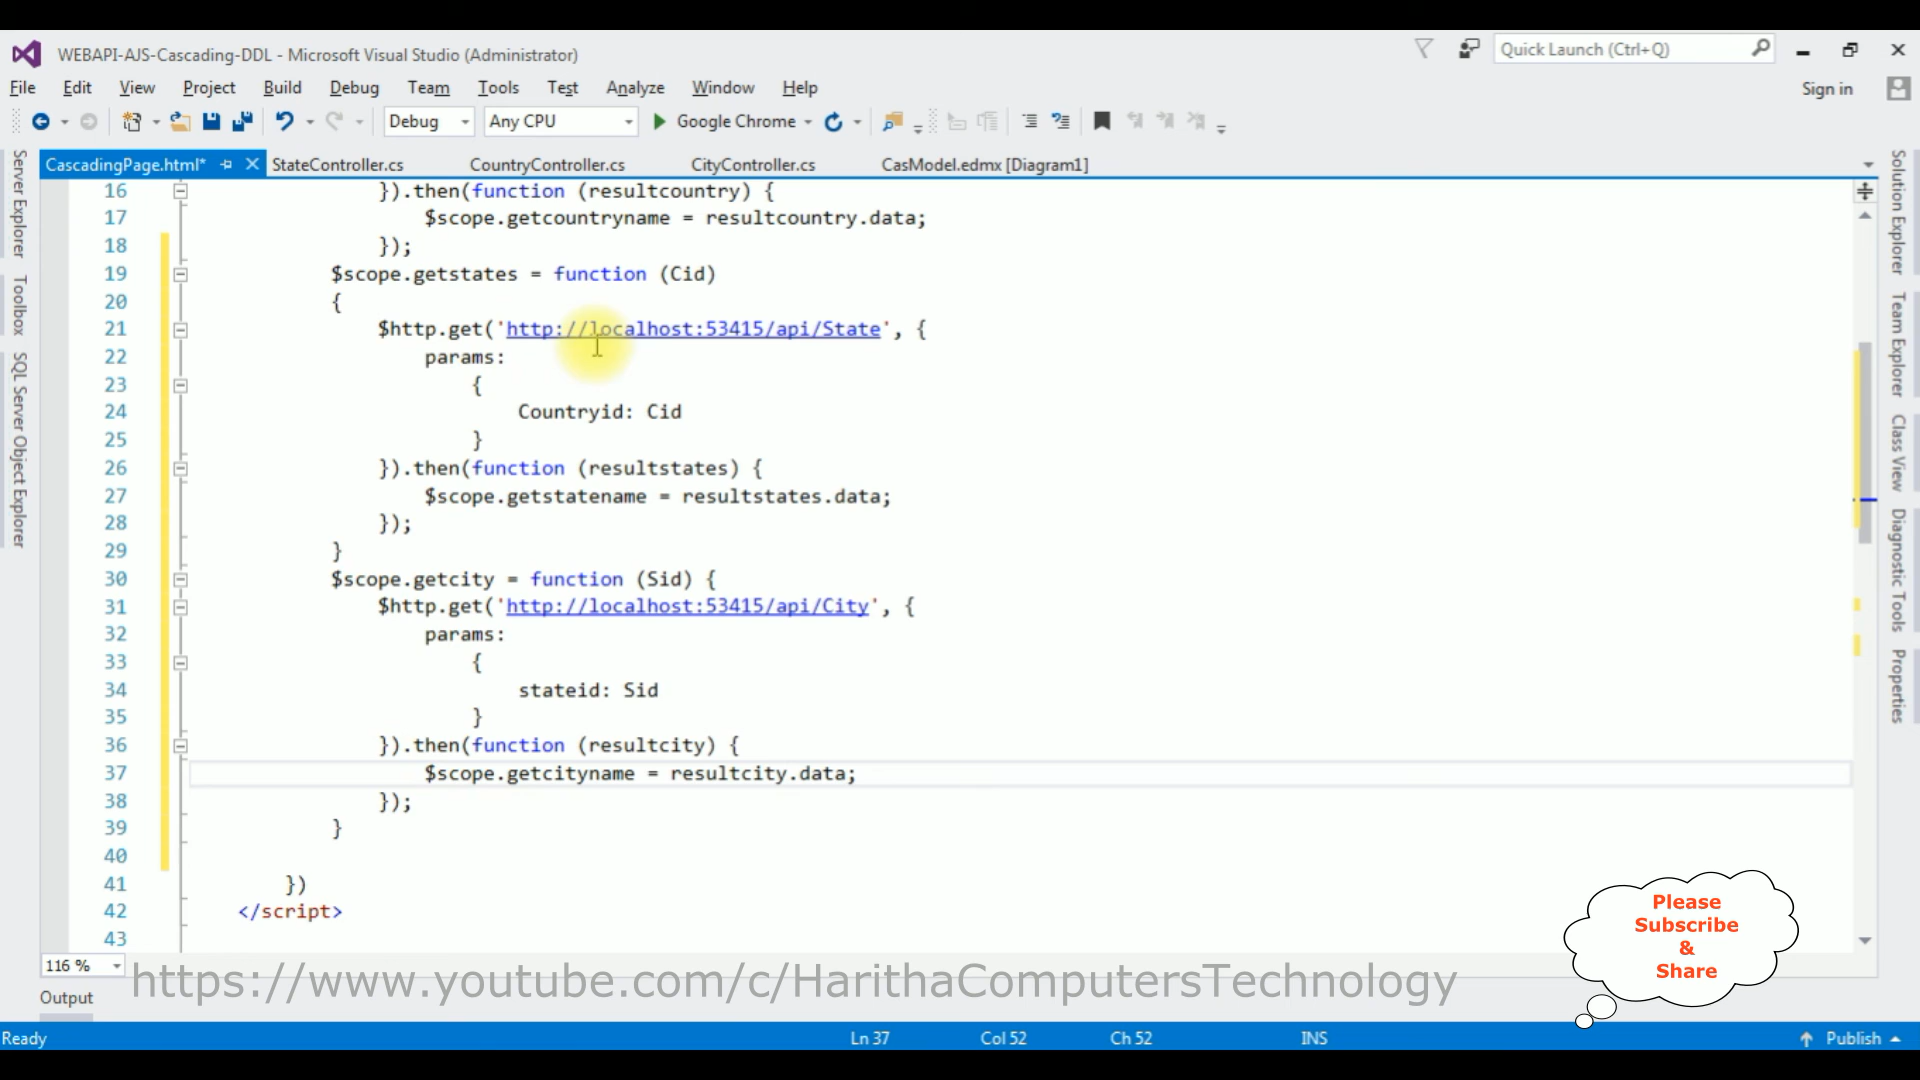 WEBAPI-AJS-Cascading-DDL - Microsoft Visual Studio (Administrator)
Quick Launch (Ctrl+Q)
File Edit View Project Build Debug Team Tools Test Analyze Window Help
Sign in
Debug Any CPU Google Chrome
CascadingPage.html* StateController.cs CountryController.cs CityController.cs CasModel.edmx [Diagram1]
Server Explorer
Toolbox
SQL Server Object Explorer
16 }).then(function (resultcountry) {
17 $scope.getcountryname = resultcountry.data;
18 });
19 $scope.getstates = function (Cid)
20 {
21 $http.get('http://localhost:53415/api/State', {
22 params:
23 {
24 Countryid: Cid
25 }
26 }).then(function (resultstates) {
27 $scope.getstatename = resultstates.data;
28 });
29 }
30 $scope.getcity = function (Sid) {
31 $http.get('http://localhost:53415/api/City', {
32 params:
33 {
34 stateid: Sid
35 }
36 }).then(function (resultcity) {
37 $scope.getcityname = resultcity.data;
38 });
39 }
40
41 })
42 </script>
43
Solution Explorer
Team Explorer
Class View
Diagnostic Tools
Properties
Please
Subscribe
&
Share
116 %
https://www.youtube.com/c/HarithaComputersTechnology
Output
Ready Ln 37 Col 52 Ch 52 INS Publish